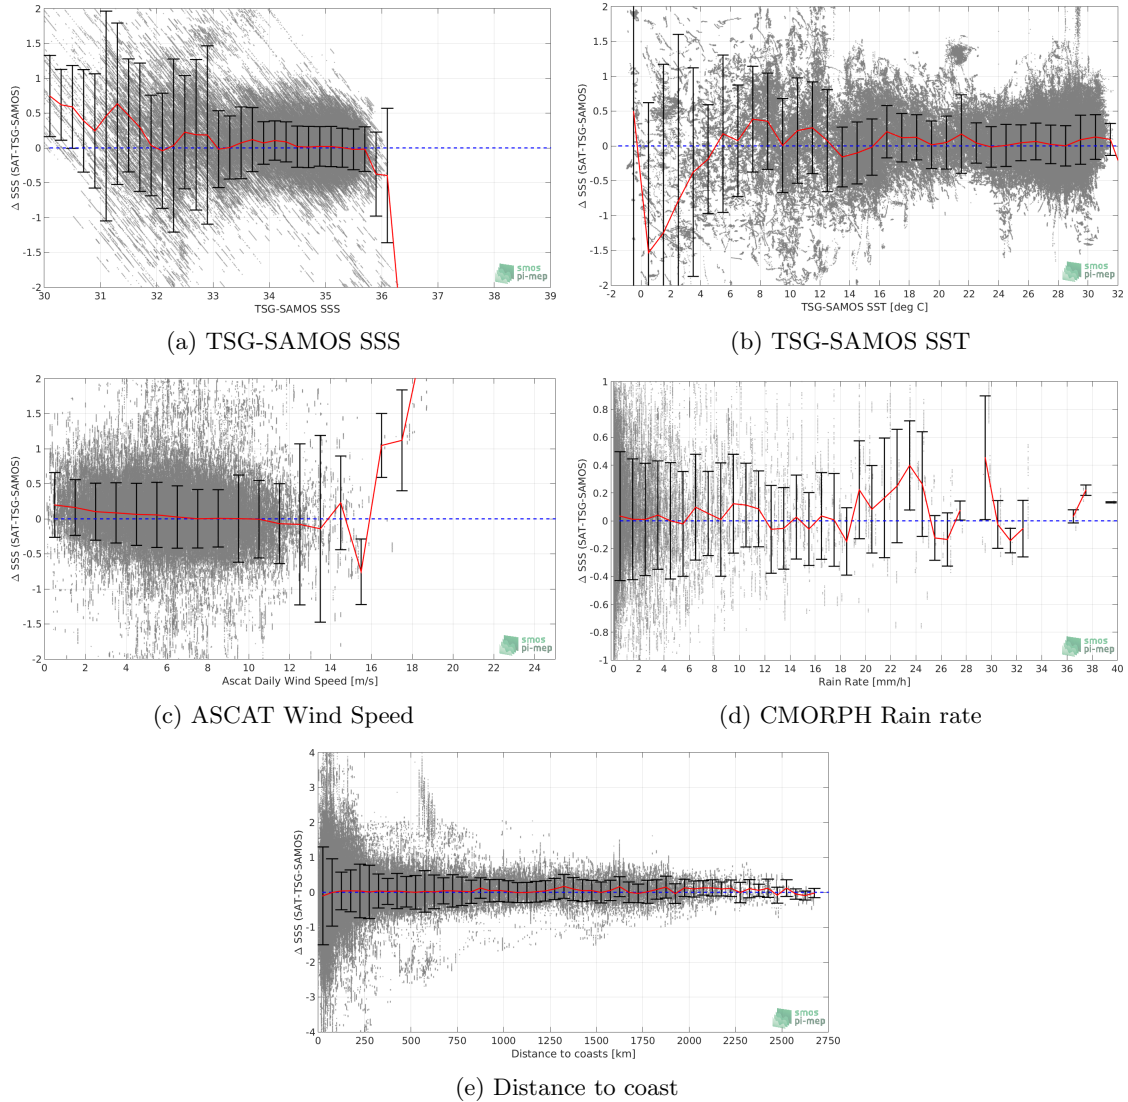 2
1.5
1
0.5
0
-0.5
-1
-1.5
-2
Δ SSS (SAT-TSG-SAMOS)
30 31 32 33 34 35 36 37 38 39
TSG-SAMOS SSS
smos
pi-mep
(a) TSG-SAMOS SSS
2
1.5
1
0.5
0
-0.5
-1
-1.5
-2
Δ SSS (SAT-TSG-SAMOS)
-2 0 2 4 6 8 10 12 14 16 18 20 22 24 26 28 30 32
TSG-SAMOS SST [deg C]
smos
pi-mep
(b) TSG-SAMOS SST
2
1.5
1
0.5
0
-0.5
-1
-1.5
-2
Δ SSS (SAT-TSG-SAMOS)
0 2 4 6 8 10 12 14 16 18 20 22 24
Ascat Daily Wind Speed [m/s]
smos
pi-mep
(c) ASCAT Wind Speed
1
0.8
0.6
0.4
0.2
0
-0.2
-0.4
-0.6
-0.8
-1
Δ SSS (SAT-TSG-SAMOS)
0 2 4 6 8 10 12 14 16 18 20 22 24 26 28 30 32 34 36 38 40
Rain Rate [mm/h]
smos
pi-mep
(d) CMORPH Rain rate
4
3
2
1
0
-1
-2
-3
-4
Δ SSS (SAT-TSG-SAMOS)
0 250 500 750 1000 1250 1500 1750 2000 2250 2500 2750
Distance to coasts [km]
smos
pi-mep
(e) Distance to coast